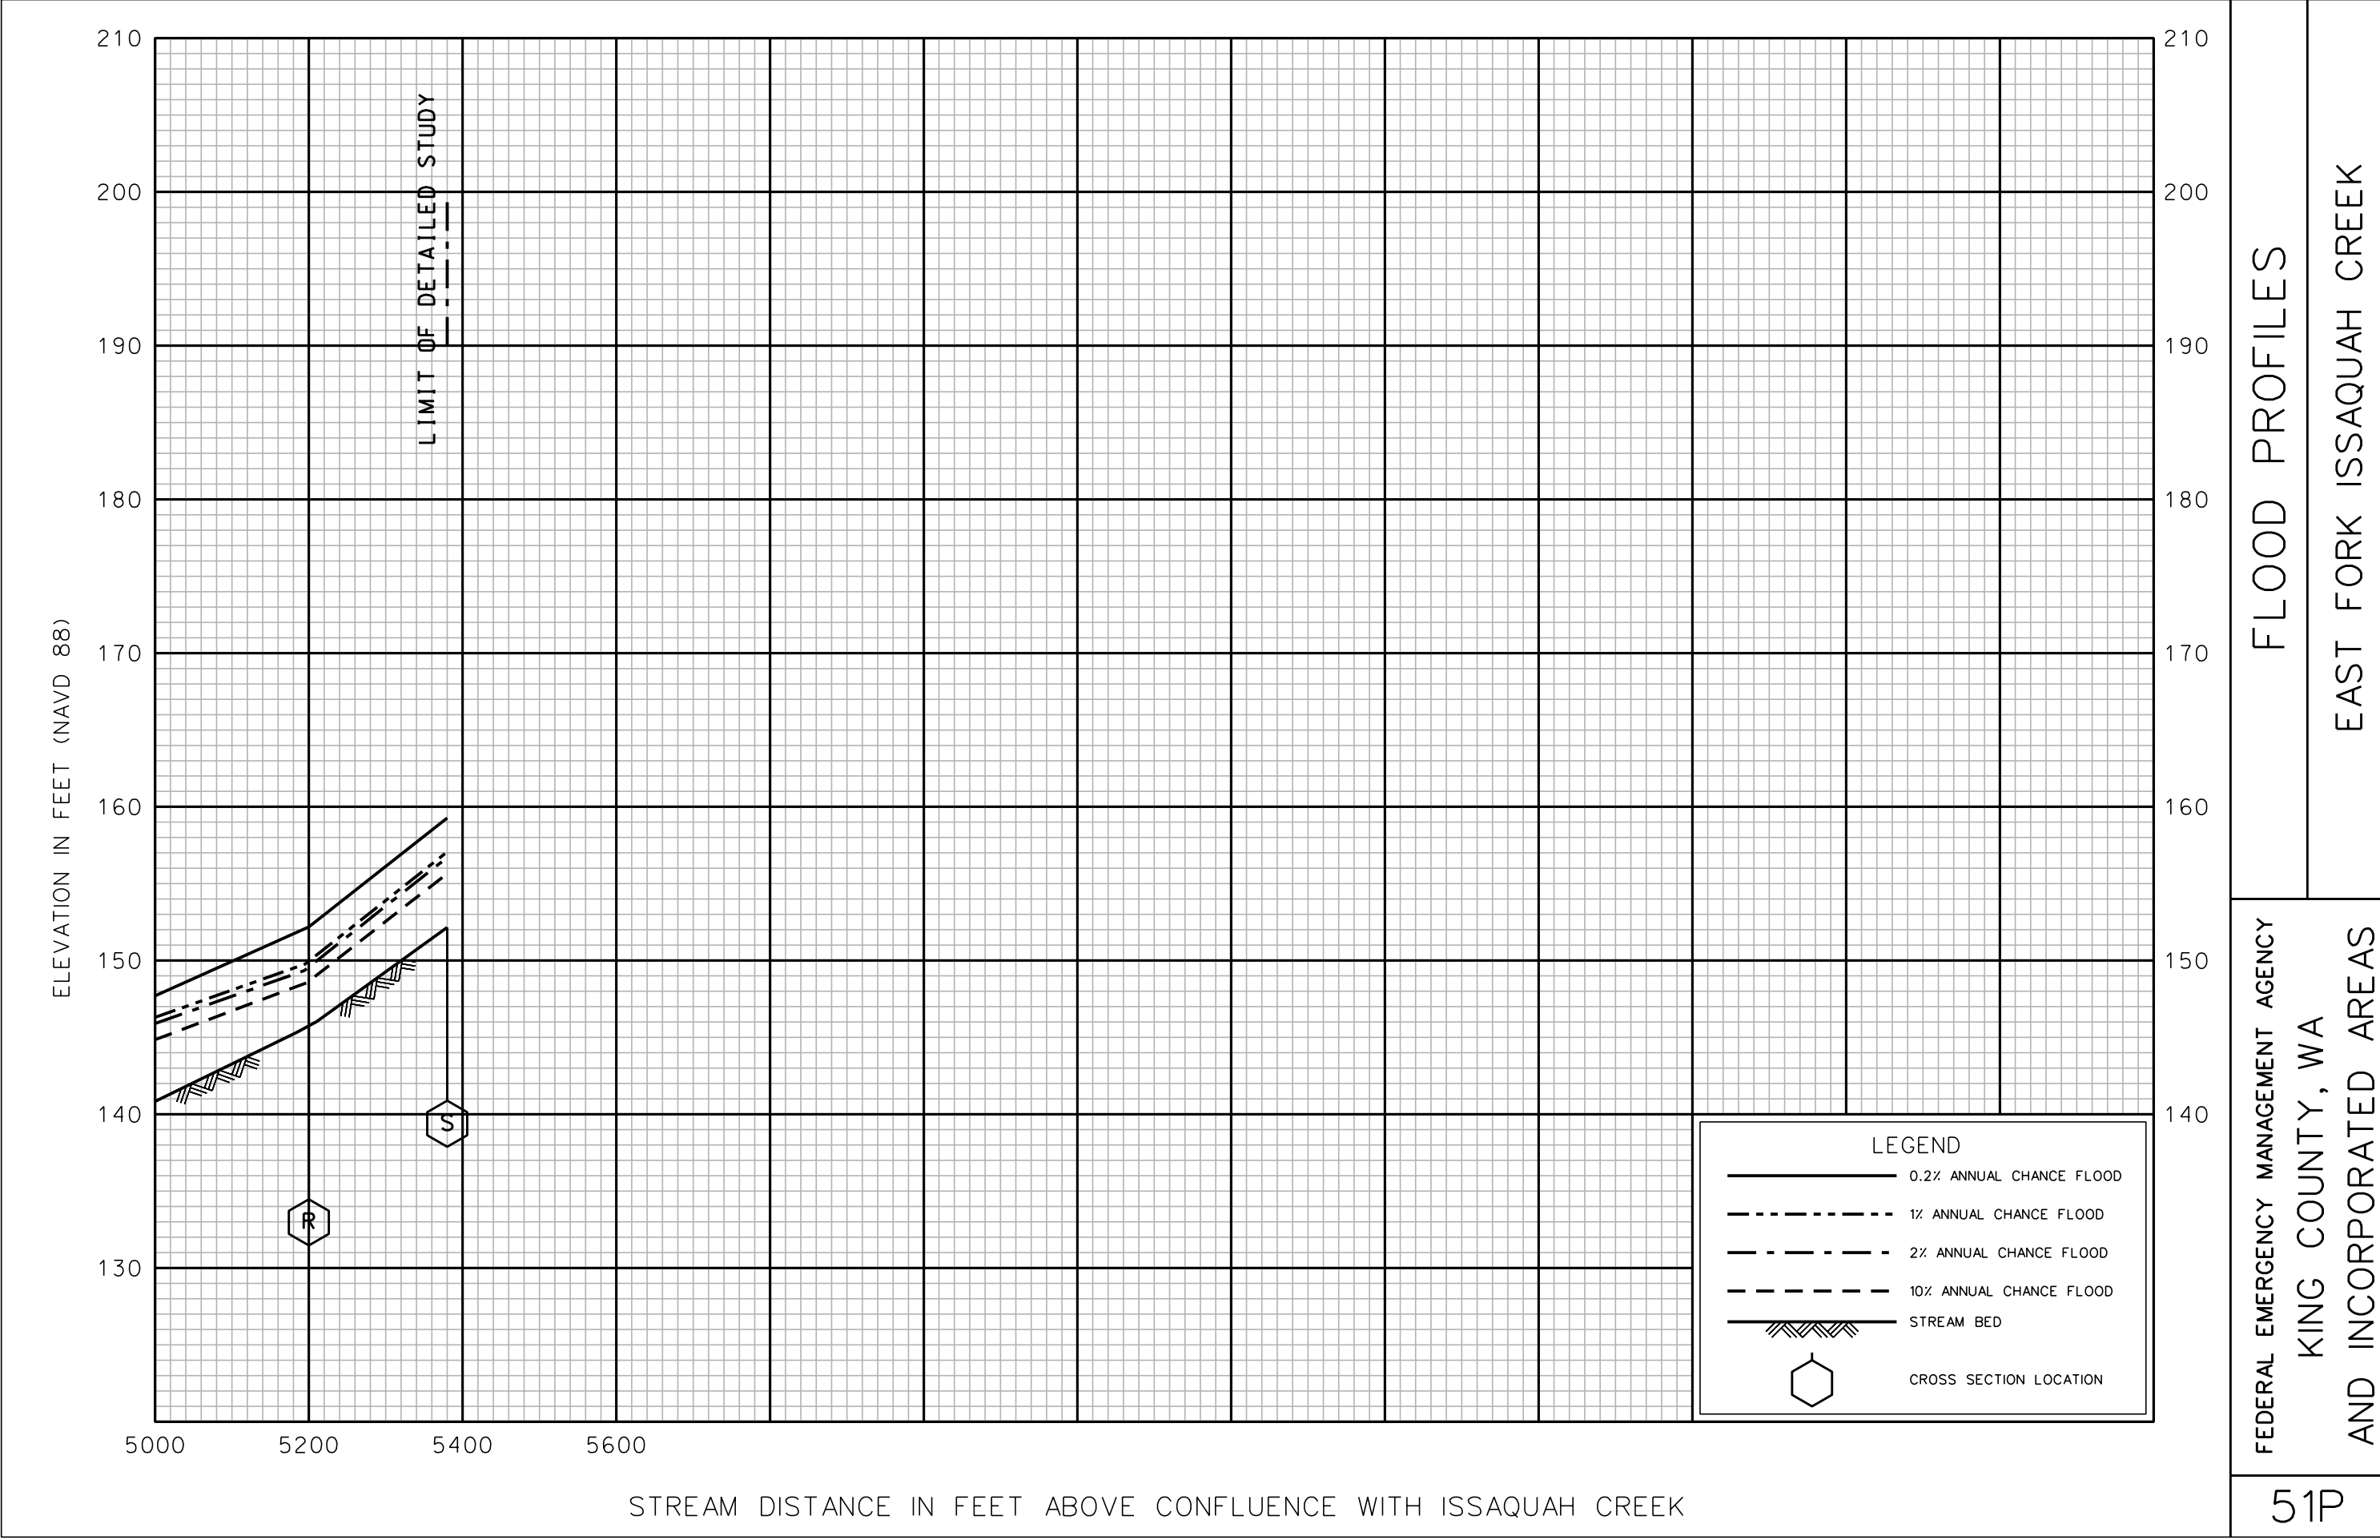 210
200
190
180
170
160
150
140
130
ELEVATION IN FEET (NAVD 88)
LIMIT OF DETAILED STUDY
R
S
5000 5200 5400 5600
STREAM DISTANCE IN FEET ABOVE CONFLUENCE WITH ISSAQUAH CREEK
210
200
190
180
170
160
150
140
LEGEND
0.2% ANNUAL CHANCE FLOOD
1% ANNUAL CHANCE FLOOD
2% ANNUAL CHANCE FLOOD
10% ANNUAL CHANCE FLOOD
STREAM BED
CROSS SECTION LOCATION
FLOOD PROFILES
EAST FORK ISSAQUAH CREEK
FEDERAL EMERGENCY MANAGEMENT AGENCY
KING COUNTY, WA
AND INCORPORATED AREAS
51P